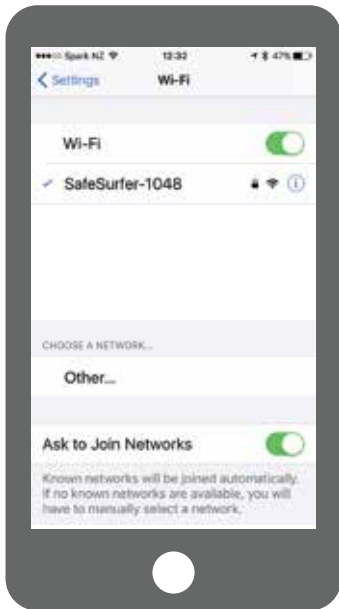 Spark NZ 12:32 47%
Settings Wi-Fi
Wi-Fi
SafeSurfer-1048
CHOOSE A NETWORK...
Other...
Ask to Join Networks
Known networks will be joined automatically.
If no known networks are available, you will
have to manually select a network.